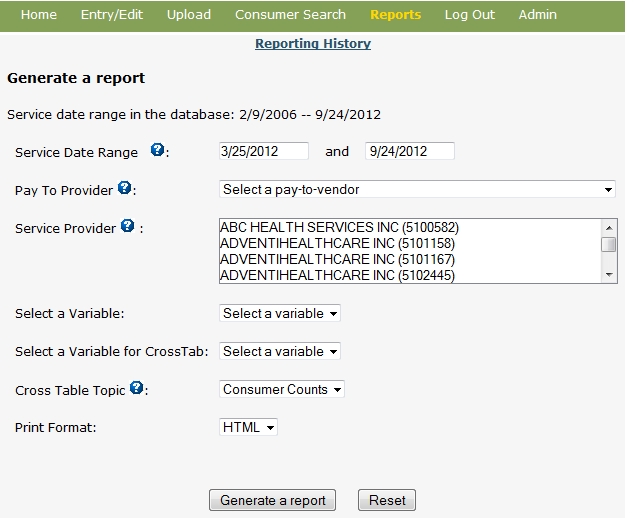 Home Entry/Edit Upload Consumer Search Reports Log Out Admin
Reporting History
Generate a report
Service date range in the database: 2/9/2006 -- 9/24/2012
Service Date Range ? : 3/25/2012 and 9/24/2012
Pay To Provider ? : Select a pay-to-vendor
Service Provider ? : ABC HEALTH SERVICES INC (5100582)
ADVENTIHEALTHCARE INC (5101158)
ADVENTIHEALTHCARE INC (5101167)
ADVENTIHEALTHCARE INC (5102445)
Select a Variable: Select a variable
Select a Variable for CrossTab: Select a variable
Cross Table Topic ? : Consumer Counts
Print Format: HTML
Generate a report Reset